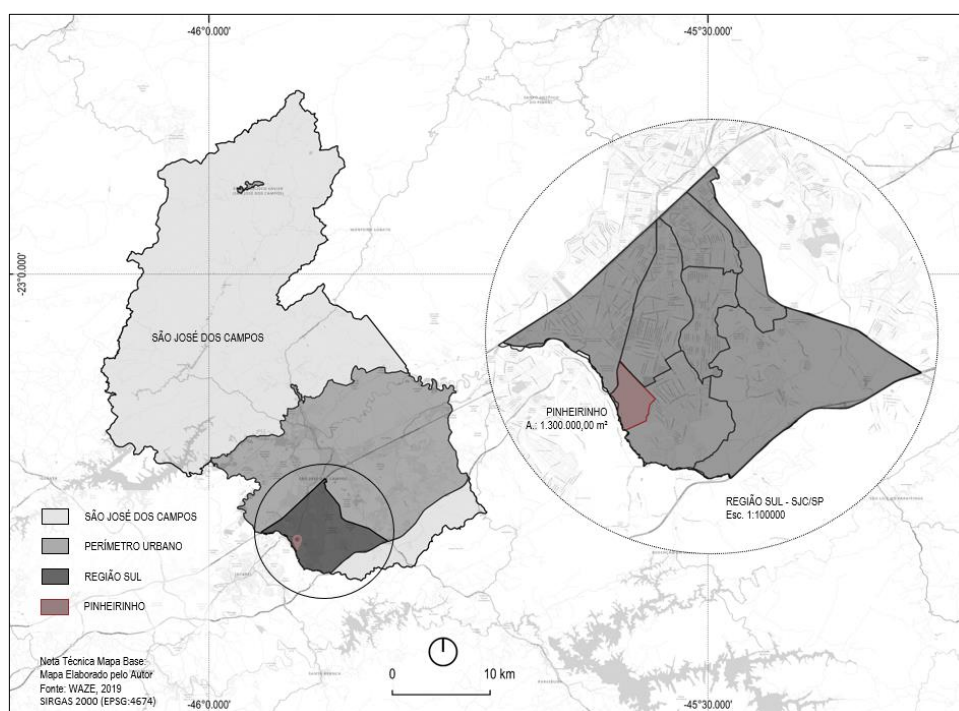 -46°0.000'
-45°30.000'
-23°0.000'
SÃO JOSÉ DOS CAMPOS
PINHEIRINHO
A.: 1.300.000,00 m²
REGIÃO SUL - SJC/SP
Esc. 1:100000
SÃO JOSÉ DOS CAMPOS
PERÍMETRO URBANO
REGIÃO SUL
PINHEIRINHO
Nota Técnica Mapa Base:
Mapa Elaborado pelo Autor
Fonte: WAZE, 2019
SIRGAS 2000 (EPSG:4674)
0 10 km
-46°0.000'
-45°30.000'